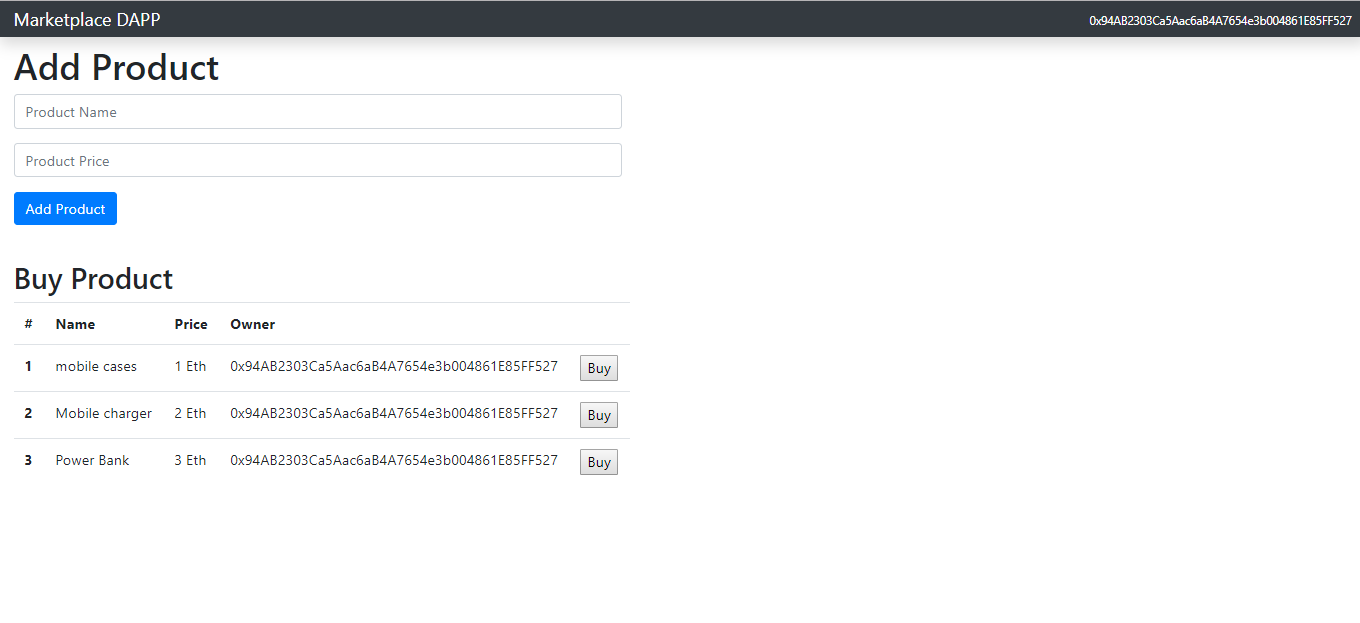 Marketplace DAPP 0x94AB2303Ca5Aac6aB4A7654e3b004861E85FF527
Add Product
Product Name
Product Price
Add Product
Buy Product
# Name Price Owner
1 mobile cases 1 Eth 0x94AB2303Ca5Aac6aB4A7654e3b004861E85FF527 Buy
2 Mobile charger 2 Eth 0x94AB2303Ca5Aac6aB4A7654e3b004861E85FF527 Buy
3 Power Bank 3 Eth 0x94AB2303Ca5Aac6aB4A7654e3b004861E85FF527 Buy